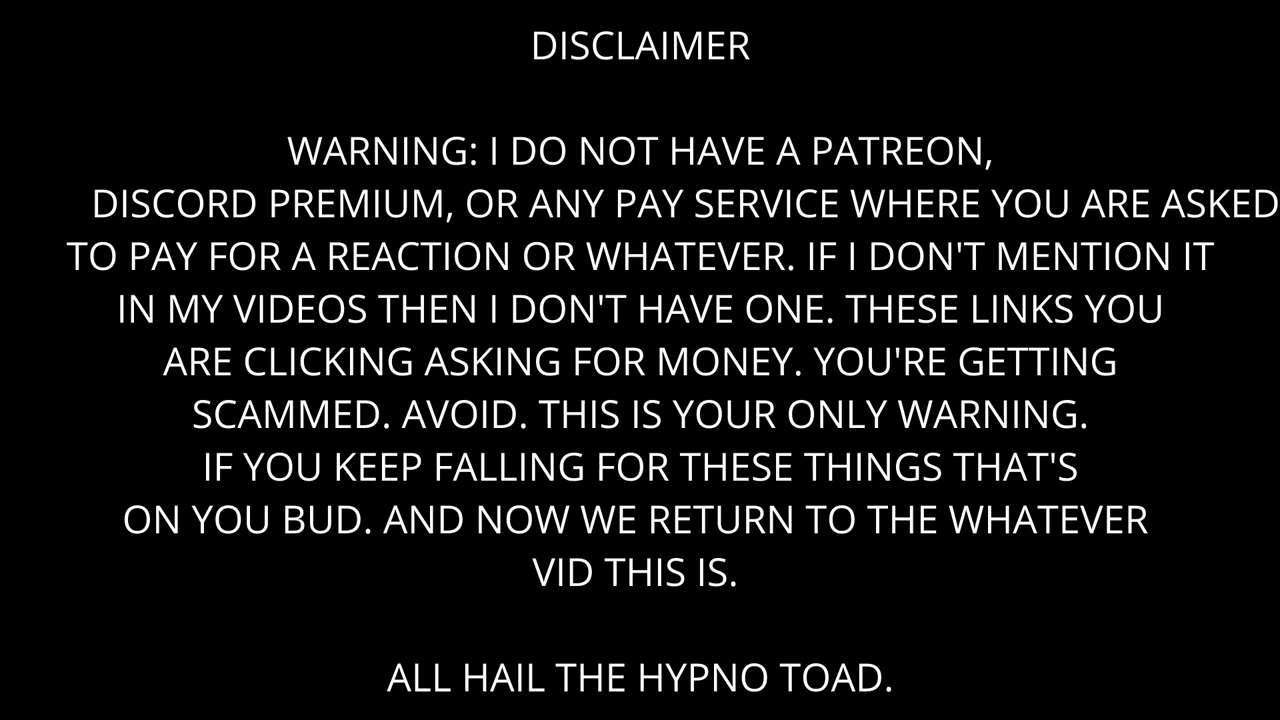 DISCLAIMER
WARNING: I DO NOT HAVE A PATREON,
DISCORD PREMIUM, OR ANY PAY SERVICE WHERE YOU ARE ASKED
TO PAY FOR A REACTION OR WHATEVER. IF I DON'T MENTION IT
IN MY VIDEOS THEN I DON'T HAVE ONE. THESE LINKS YOU
ARE CLICKING ASKING FOR MONEY. YOU'RE GETTING
SCAMMED. AVOID. THIS IS YOUR ONLY WARNING.
IF YOU KEEP FALLING FOR THESE THINGS THAT'S
ON YOU BUD. AND NOW WE RETURN TO THE WHATEVER
VID THIS IS.
ALL HAIL THE HYPNO TOAD.